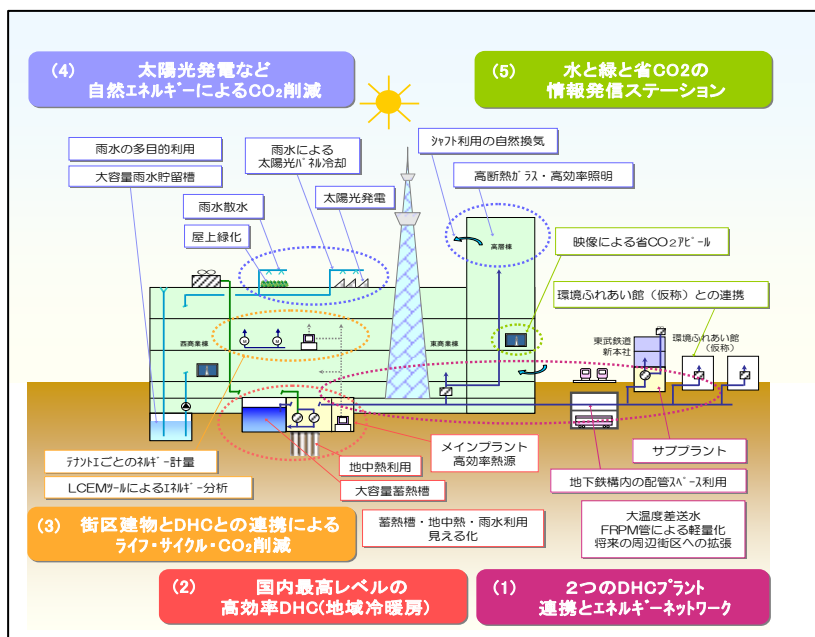 (4) 太陽光発電など
自然ｴﾈﾙｷﾞｰによるCO₂削減
(5) 水と緑と省CO2の
情報発信ステーション
雨水の多目的利用
大容量雨水貯留槽
雨水による
太陽光ﾊﾟﾈﾙ冷却
雨水散水
屋上緑化
太陽光発電
ｼｬﾌﾄ利用の自然換気
高断熱ｶﾞﾗｽ・高効率照明
高層棟
映像による省CO２ｱﾋﾟｰﾙ
環境ふれあい館（仮称）との連携
西商業棟
東商業棟
M
M
東武鉄道
新本社
環境ふれあい館
（仮称）
ﾃﾅﾝﾄｴごとのﾈﾙｷﾞｰ計量
LCEMﾂｰﾙによるｴﾈﾙｷﾞｰ分析
地中熱利用
大容量蓄熱槽
メインプラント
高効率熱源
サブプラント
地下鉄構内の配管ｽﾍﾟｰｽ利用
(3) 街区建物とDHCとの連携による
ﾗｲﾌ・ｻｲｸﾙ・CO₂削減
蓄熱槽・地中熱・雨水利用
見える化
大温度差送水
FRPM管による軽量化
将来の周辺街区への拡張
(2) 国内最高レベルの
高効率DHC(地域冷暖房)
(1) ２つのDHCﾌﾟﾗﾝﾄ
連携とエネルギーネットワーク